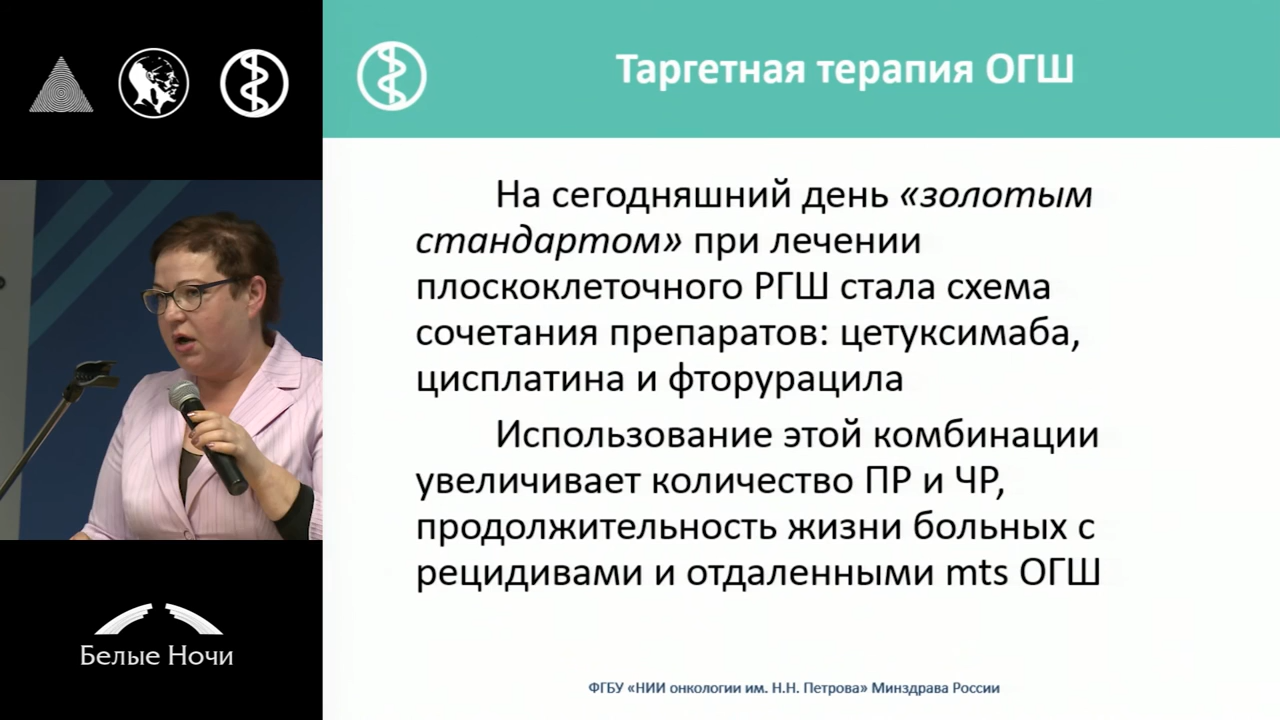 Таргетная терапия ОГШ
На сегодняшний день «золотым
стандартом» при лечении
плоскоклеточного РГШ стала схема
сочетания препаратов: цетуксимаба,
цисплатина и фторурацила
Использование этой комбинации
увеличивает количество ПР и ЧР,
продолжительность жизни больных с
рецидивами и отдаленными mts ОГШ
ФГБУ «НИИ онкологии им. Н.Н. Петрова» Минздрава России
Белые Ночи